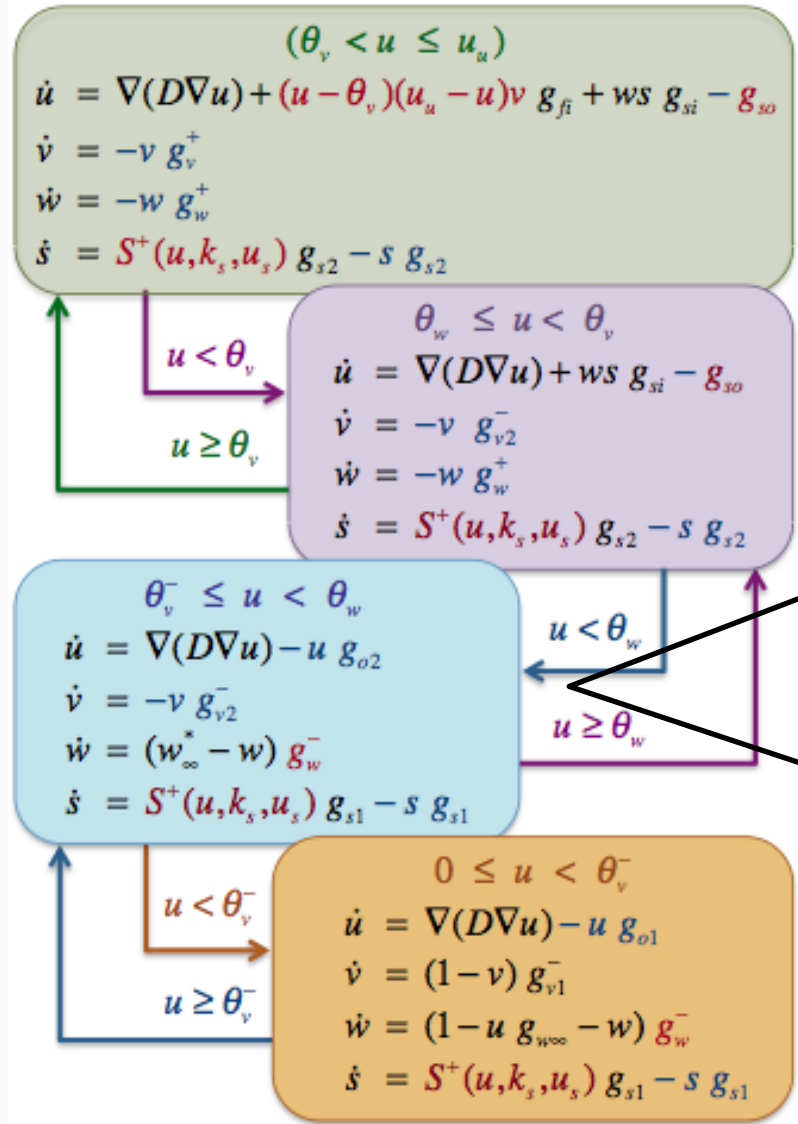 (θ_v < u ≤ u_u)
u̇ = ∇(D∇u) + (u − θ_v)(u_u − u)v g_fi + ws g_si − g_so
v̇ = −v g_v^+
ẇ = −w g_w^+
ṡ = S^+(u,k_s,u_s) g_s2 − s g_s2
u < θ_v
u ≥ θ_v
θ_w ≤ u < θ_v
u̇ = ∇(D∇u) + ws g_si − g_so
v̇ = −v g_v2^−
ẇ = −w g_w^+
ṡ = S^+(u,k_s,u_s) g_s2 − s g_s2
u < θ_w
u ≥ θ_w
θ_v^− ≤ u < θ_w
u̇ = ∇(D∇u) − u g_o2
v̇ = −v g_v2^−
ẇ = (w_∞^* − w) g_w^−
ṡ = S^+(u,k_s,u_s) g_s1 − s g_s1
u < θ_v^−
u ≥ θ_v^−
0 ≤ u < θ_v^−
u̇ = ∇(D∇u) − u g_o1
v̇ = (1 − v) g_v1^−
ẇ = (1 − u g_w∞ − w) g_w^−
ṡ = S^+(u,k_s,u_s) g_s1 − s g_s1